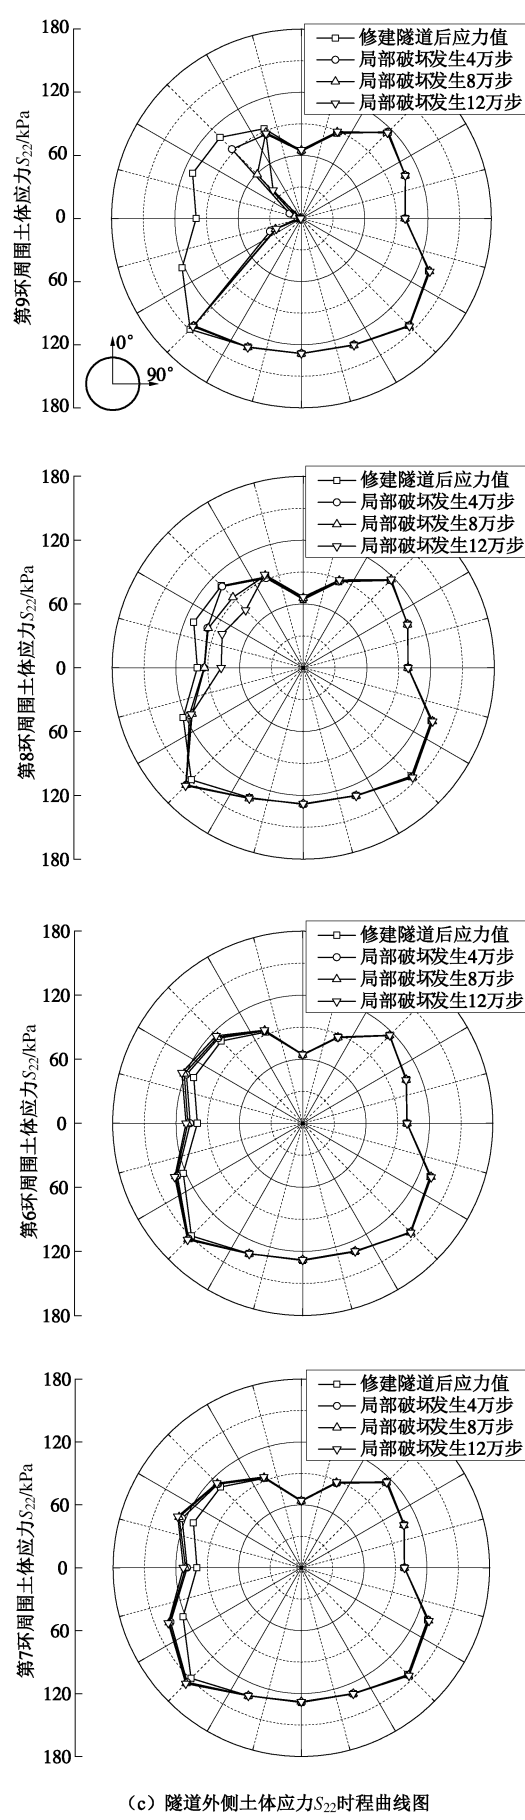 180
120
60
0
60
120
180
第9环周围土体应力S22/kPa
修建隧道后应力值
局部破坏发生4万步
局部破坏发生8万步
局部破坏发生12万步
0°
90°
180
120
60
0
60
120
180
第8环周围土体应力S22/kPa
修建隧道后应力值
局部破坏发生4万步
局部破坏发生8万步
局部破坏发生12万步
180
120
60
0
60
120
180
第6环周围土体应力S22/kPa
修建隧道后应力值
局部破坏发生4万步
局部破坏发生8万步
局部破坏发生12万步
180
120
60
0
60
120
180
第7环周围土体应力S22/kPa
修建隧道后应力值
局部破坏发生4万步
局部破坏发生8万步
局部破坏发生12万步
（c）隧道外侧土体应力S22时程曲线图